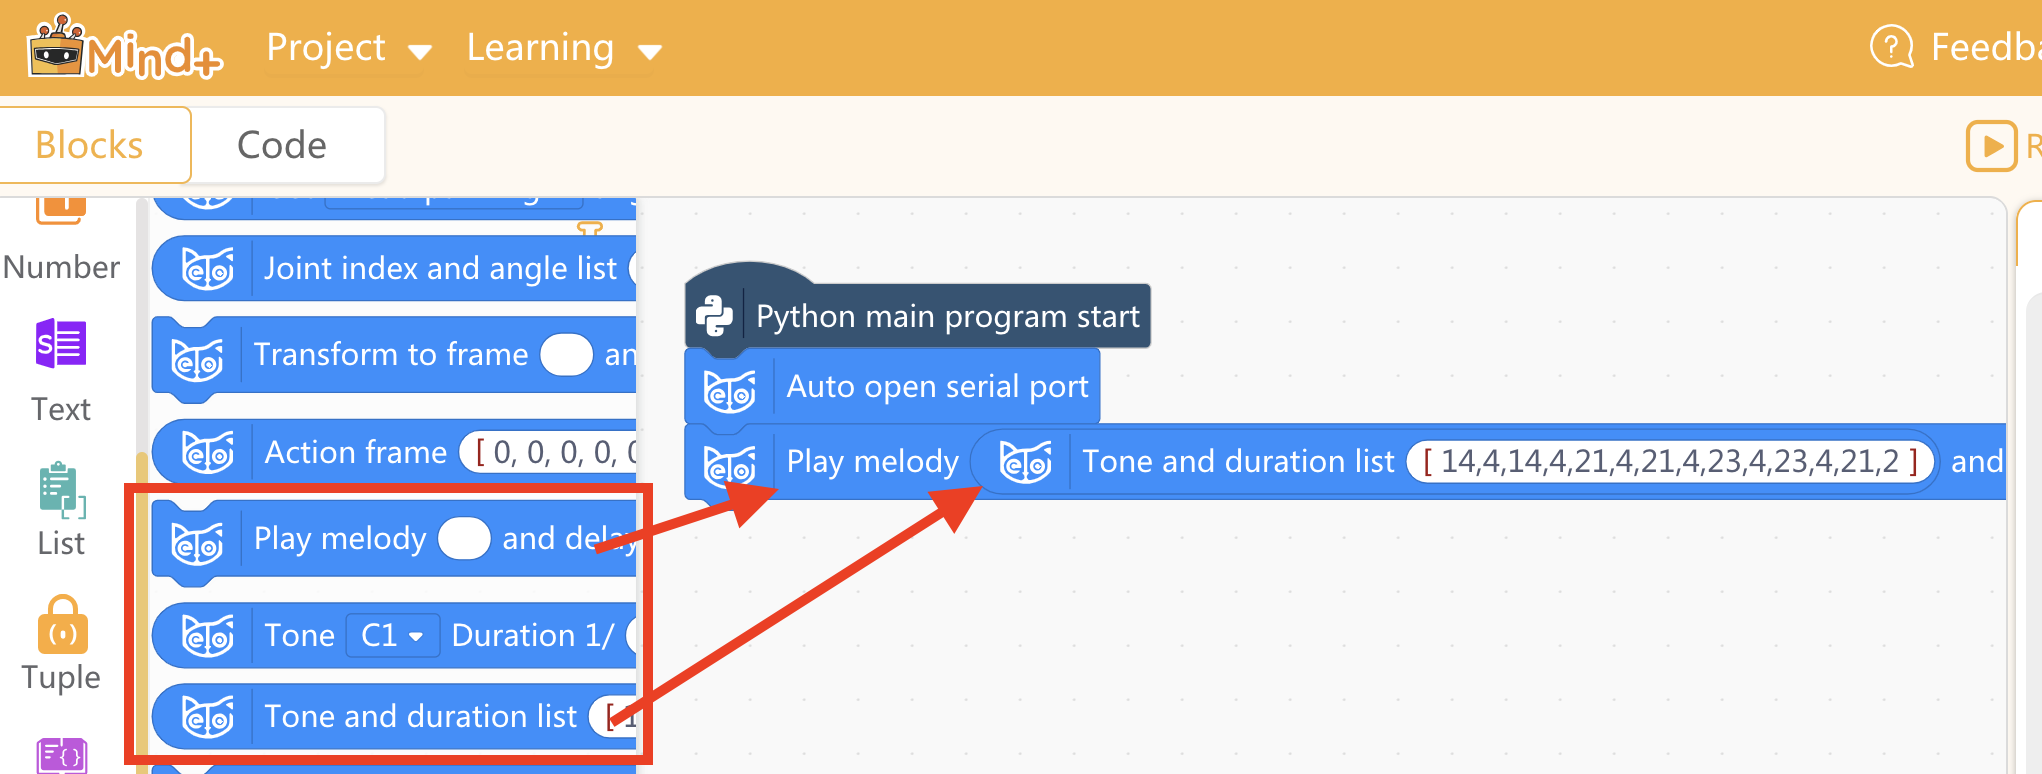 Mind+
Project
Learning
Feedba
Blocks
Code
R
Number
Text
List
Tuple
Joint index and angle list
Transform to frame an
Action frame [ 0, 0, 0, 0, 0
Play melody and delay
Tone C1 Duration 1/
Tone and duration list [ 1
Python main program start
Auto open serial port
Play melody Tone and duration list [ 14,4,14,4,21,4,21,4,23,4,23,4,21,2 ] and